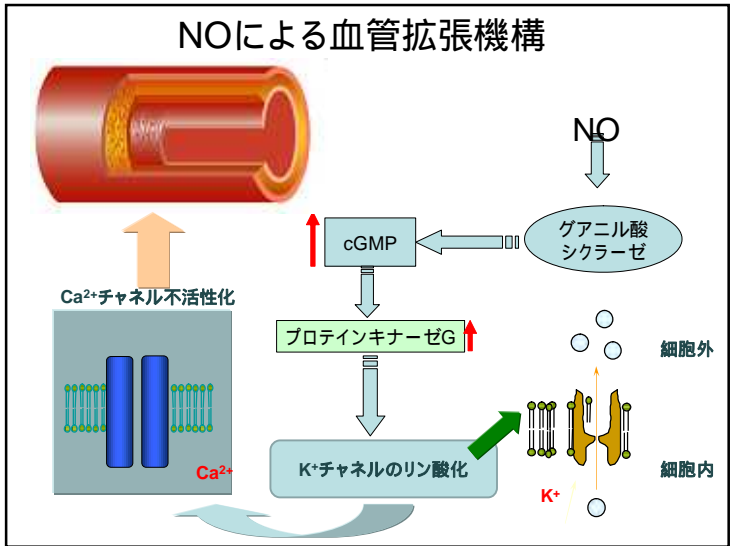 NOによる血管拡張機構
NO
グアニル酸
シクラーゼ
cGMP
Ca²⁺チャネル不活性化
プロテインキナーゼG
細胞外
K⁺チャネルのリン酸化
細胞内
Ca²⁺
K⁺